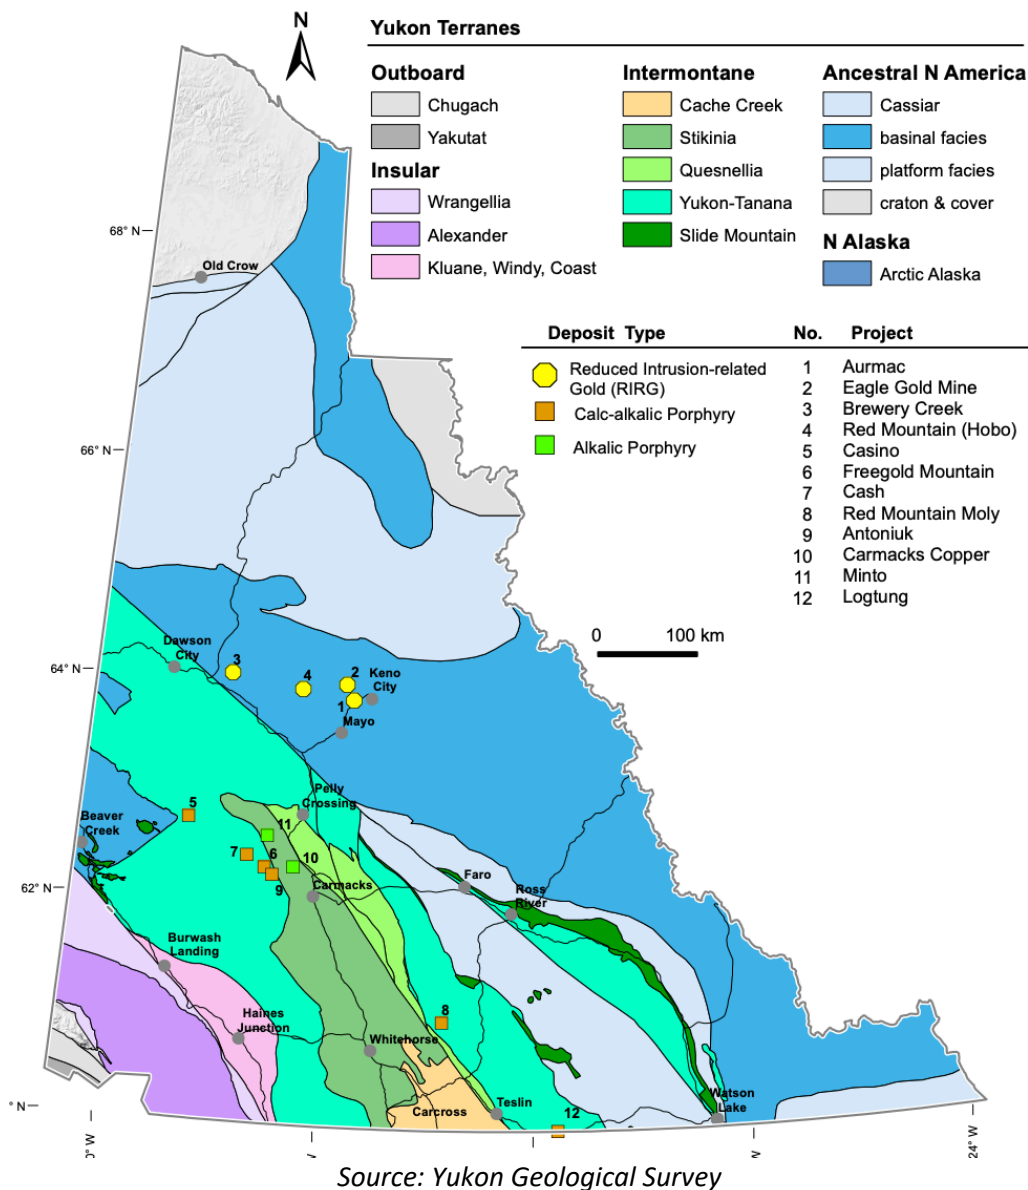 N
Yukon Terranes
Outboard
Chugach
Yakutat
Insular
Wrangellia
Alexander
Kluane, Windy, Coast
Intermontane
Cache Creek
Stikinia
Quesnellia
Yukon-Tanana
Slide Mountain
Ancestral N America
Cassiar
basinal facies
platform facies
craton & cover
N Alaska
Arctic Alaska
Deposit Type
Reduced Intrusion-related
Gold (RIRG)
Calc-alkalic Porphyry
Alkalic Porphyry
No. Project
1 Aurmac
2 Eagle Gold Mine
3 Brewery Creek
4 Red Mountain (Hobo)
5 Casino
6 Freegold Mountain
7 Cash
8 Red Mountain Moly
9 Antoniuk
10 Carmacks Copper
11 Minto
12 Logtung
0 100 km
68° N
Old Crow
66° N
64° N
Dawson
City
3
4
2
Keno
City
1
Mayo
Pelly
Crossing
5
Beaver
Creek
11
7
6
10
9
Carmacks
62° N
Faro
Ross
River
Burwash
Landing
Haines
Junction
8
Whitehorse
Carcross
Teslin
12
Watson
Lake
° N
0° W
24° W
Source: Yukon Geological Survey